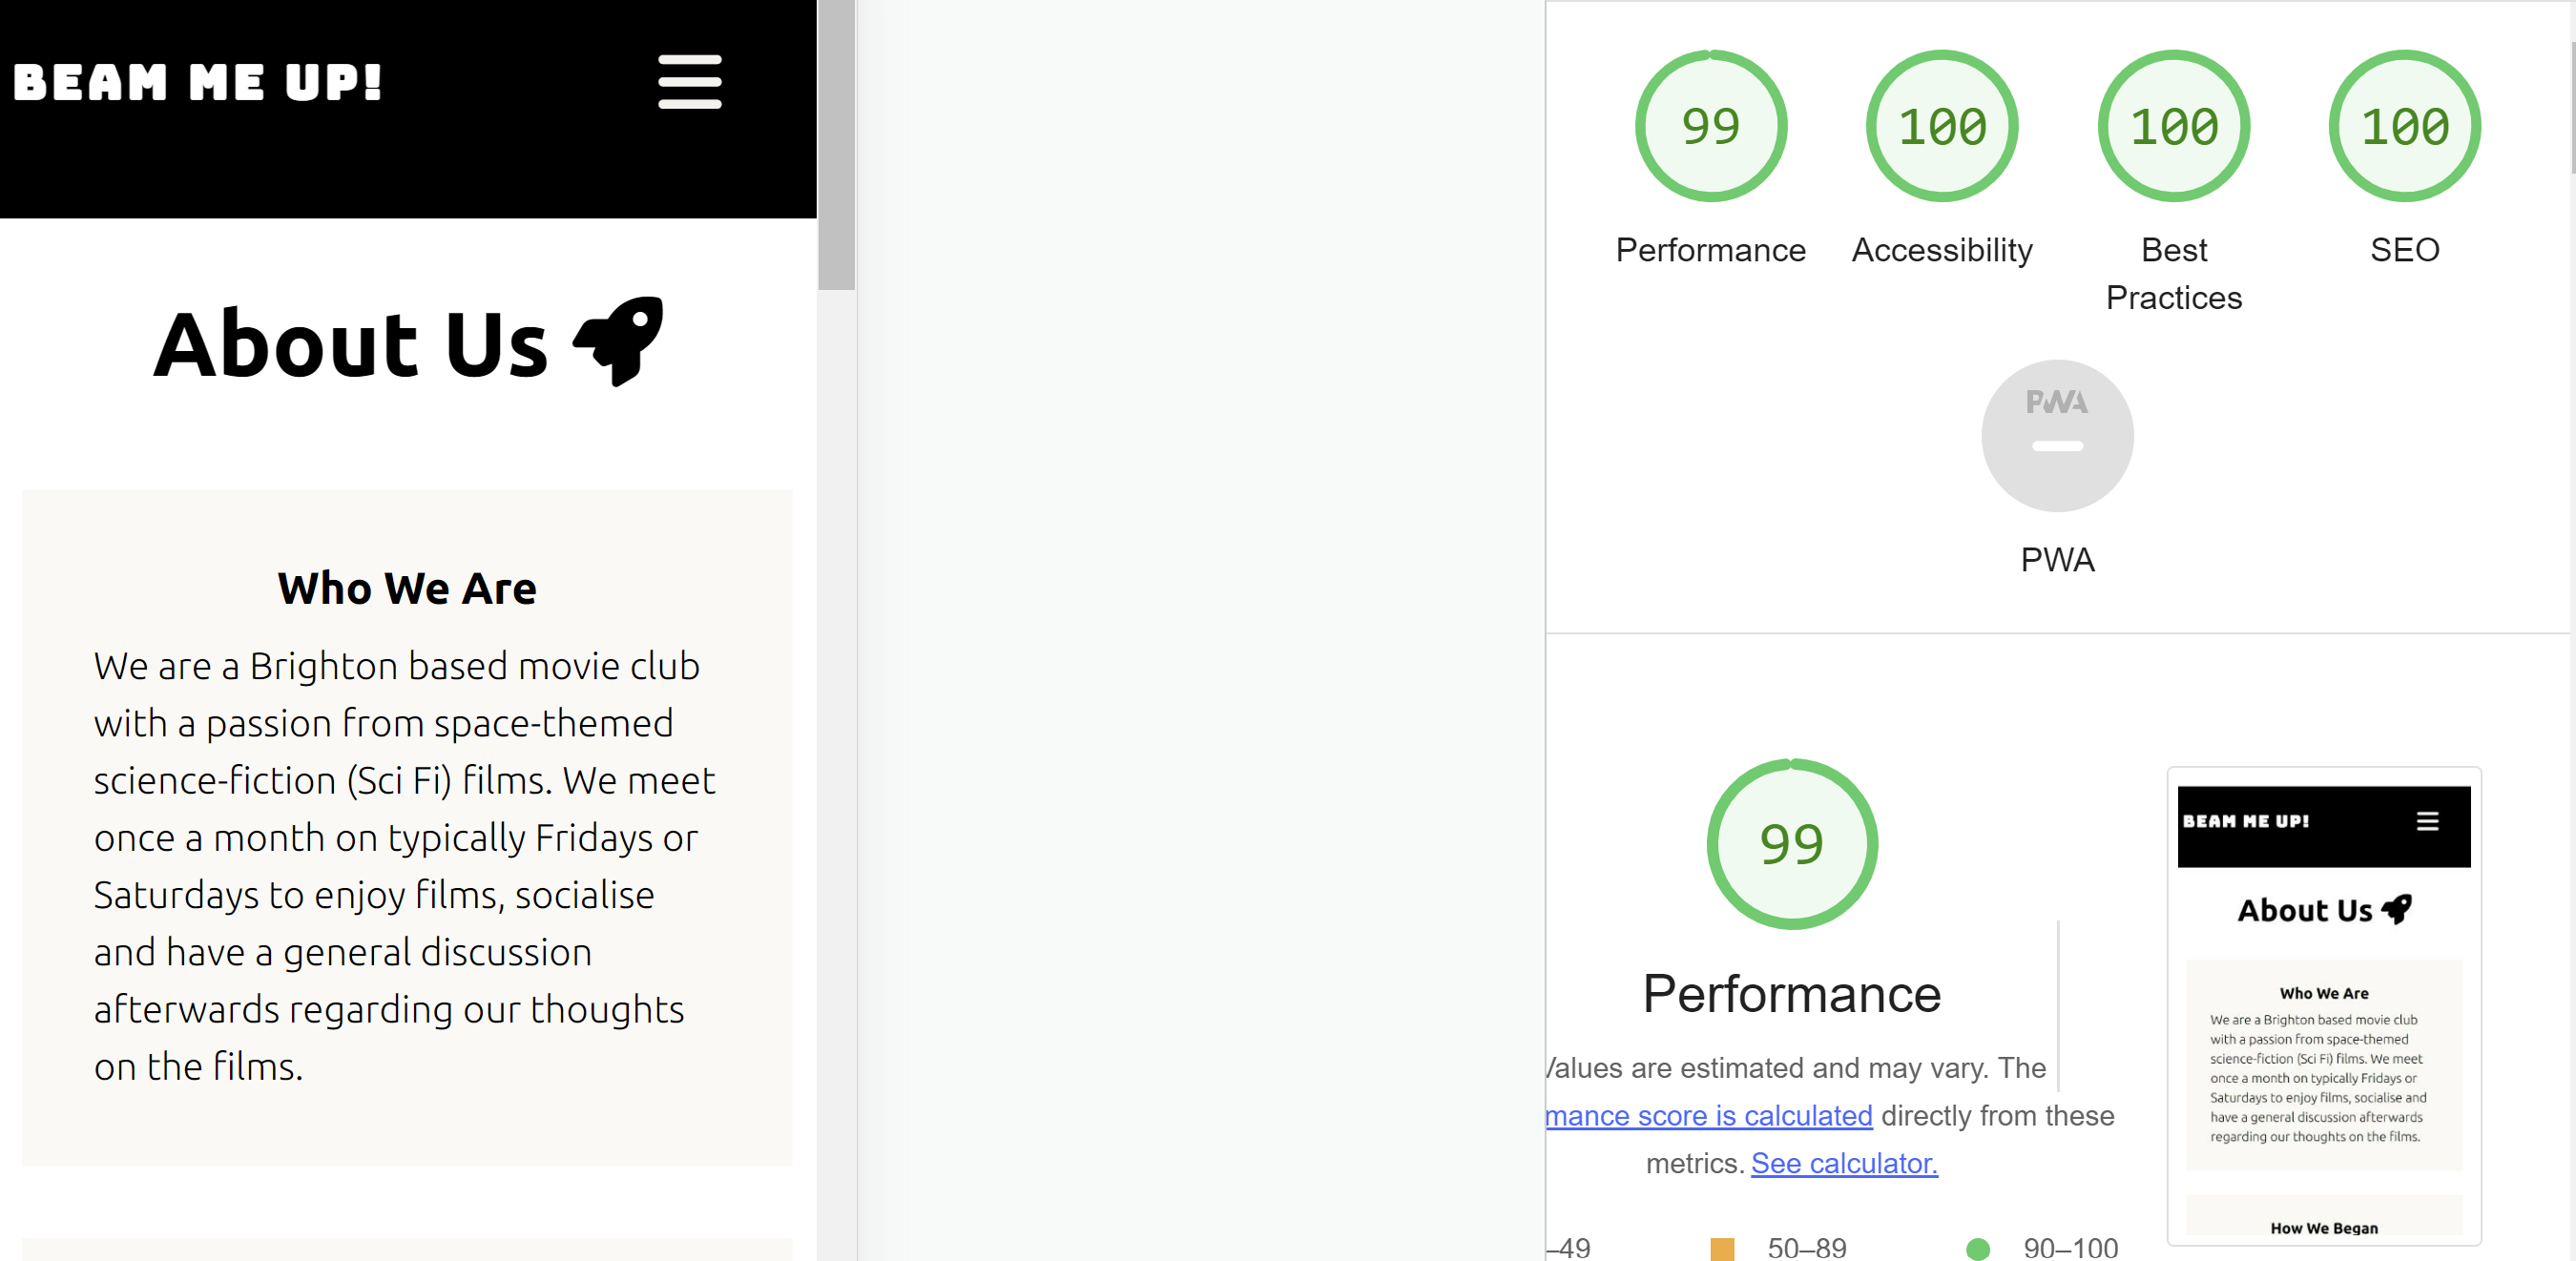 BEAM ME UP!
About Us
Who We Are
We are a Brighton based movie club
with a passion from space-themed
science-fiction (Sci Fi) films. We meet
once a month on typically Fridays or
Saturdays to enjoy films, socialise
and have a general discussion
afterwards regarding our thoughts
on the films.
99
100
100
100
Performance
Accessibility
Best
Practices
SEO
PWA
PWA
99
Performance
Values are estimated and may vary. The
mance score is calculated directly from these
metrics. See calculator.
–49
50–89
90–100
BEAM ME UP!
About Us
Who We Are
We are a Brighton based movie club
with a passion from space-themed
science-fiction (Sci Fi) films. We meet
once a month on typically Fridays or
Saturdays to enjoy films, socialise and
have a general discussion afterwards
regarding our thoughts on the films.
How We Began